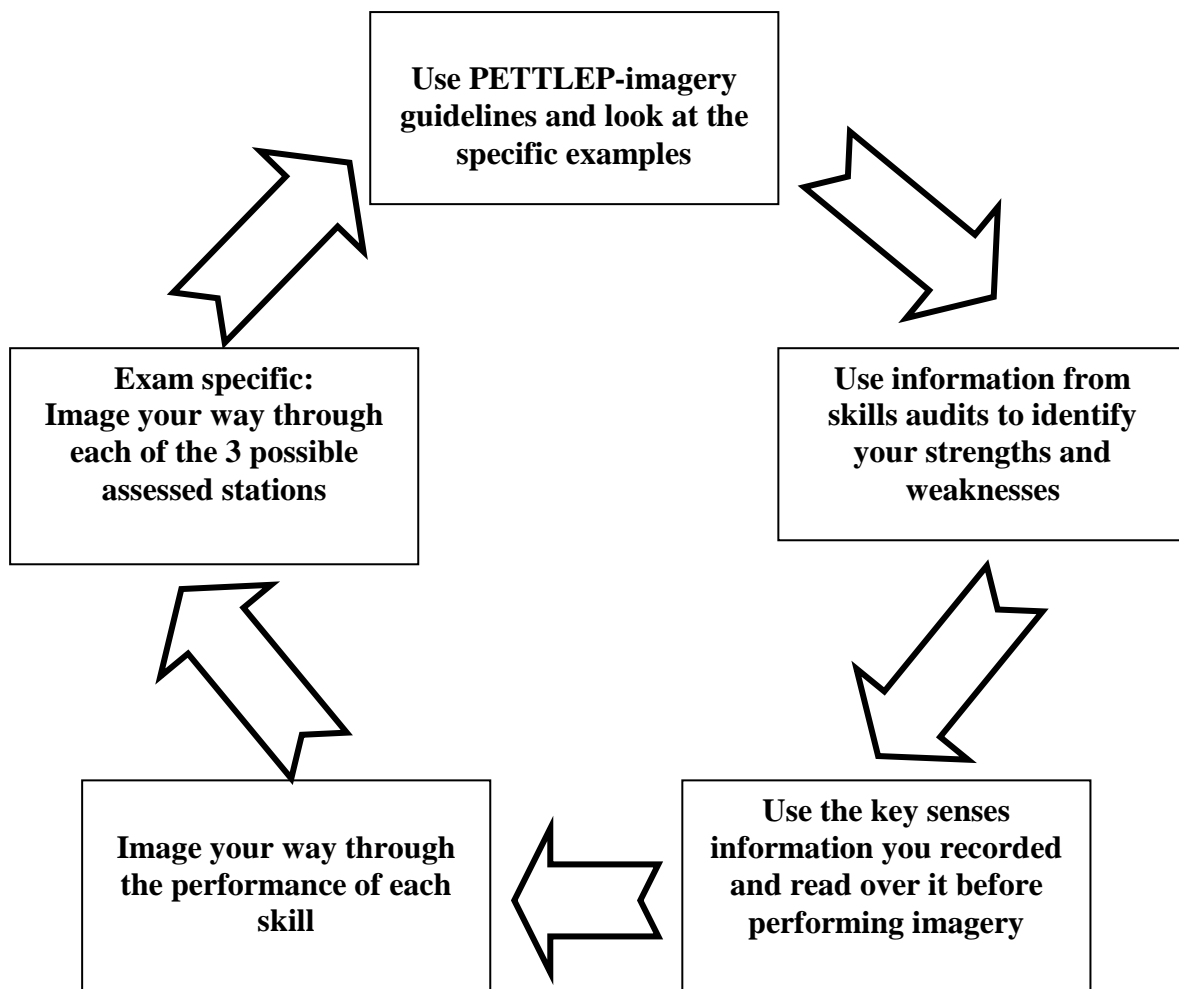 Use PETTLEP-imagery
guidelines and look at the
specific examples
Use information from
skills audits to identify
your strengths and
weaknesses
Use the key senses
information you recorded
and read over it before
performing imagery
Image your way through
the performance of each
skill
Exam specific:
Image your way through
each of the 3 possible
assessed stations